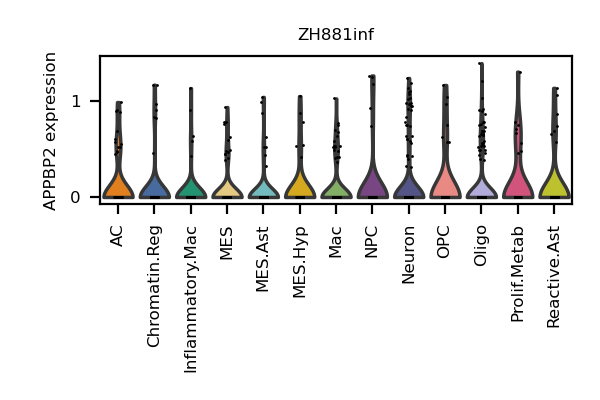 ZH881inf
APPBP2 expression
1
0
AC
Chromatin.Reg
Inflammatory.Mac
MES
MES.Ast
MES.Hyp
Mac
NPC
Neuron
OPC
Oligo
Prolif.Metab
Reactive.Ast